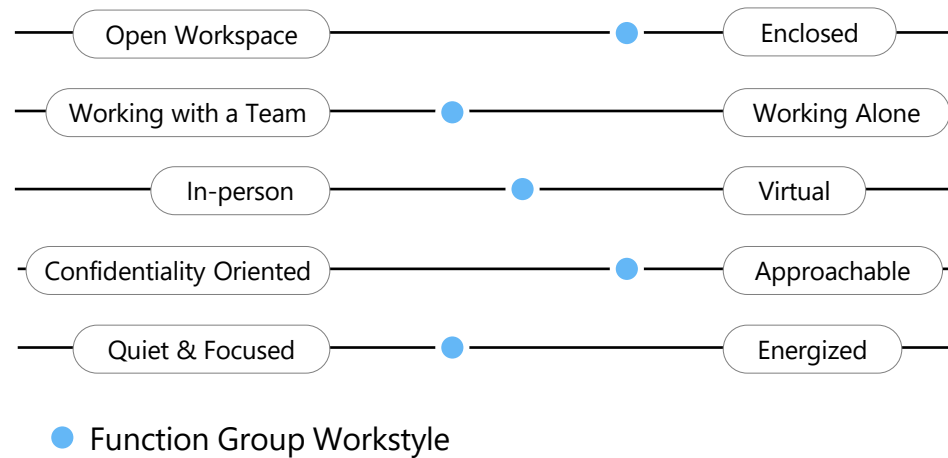 Open Workspace Enclosed
Working with a Team Working Alone
In-person Virtual
Confidentiality Oriented Approachable
Quiet & Focused Energized
Function Group Workstyle